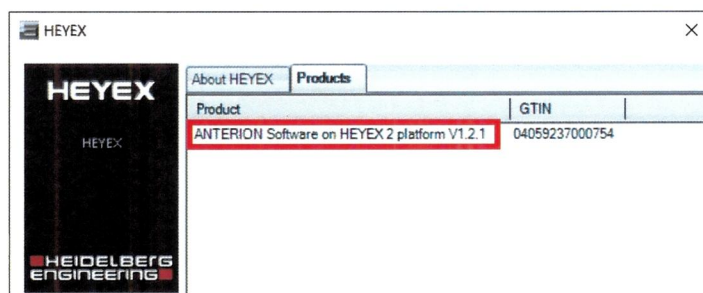 HEYEX
HEYEX
HEYEX
HEIDELBERG
ENGINEERING
About HEYEX Products
Product GTIN
ANTERION Software on HEYEX 2 platform V1.2.1 04059237000754